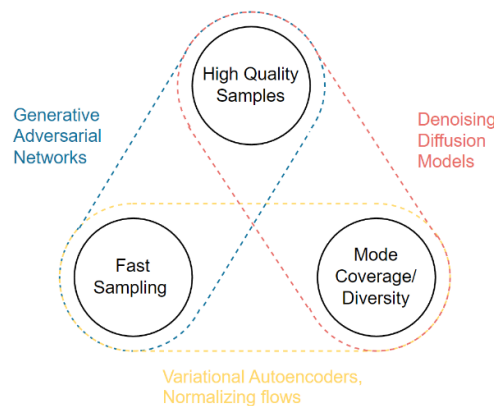 High Quality
Samples
Generative
Adversarial
Networks
Denoising
Diffusion
Models
Fast
Sampling
Mode
Coverage/
Diversity
Variational Autoencoders,
Normalizing flows